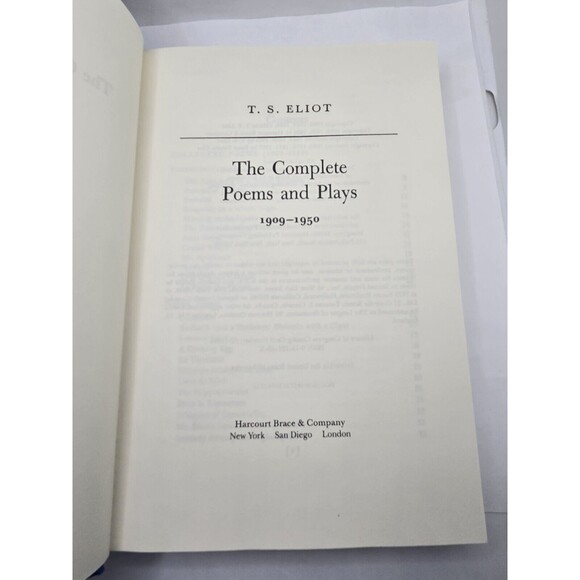 T. S. ELIOT
The Complete
Poems and Plays
1909–1950
Harcourt Brace & Company
New York San Diego London